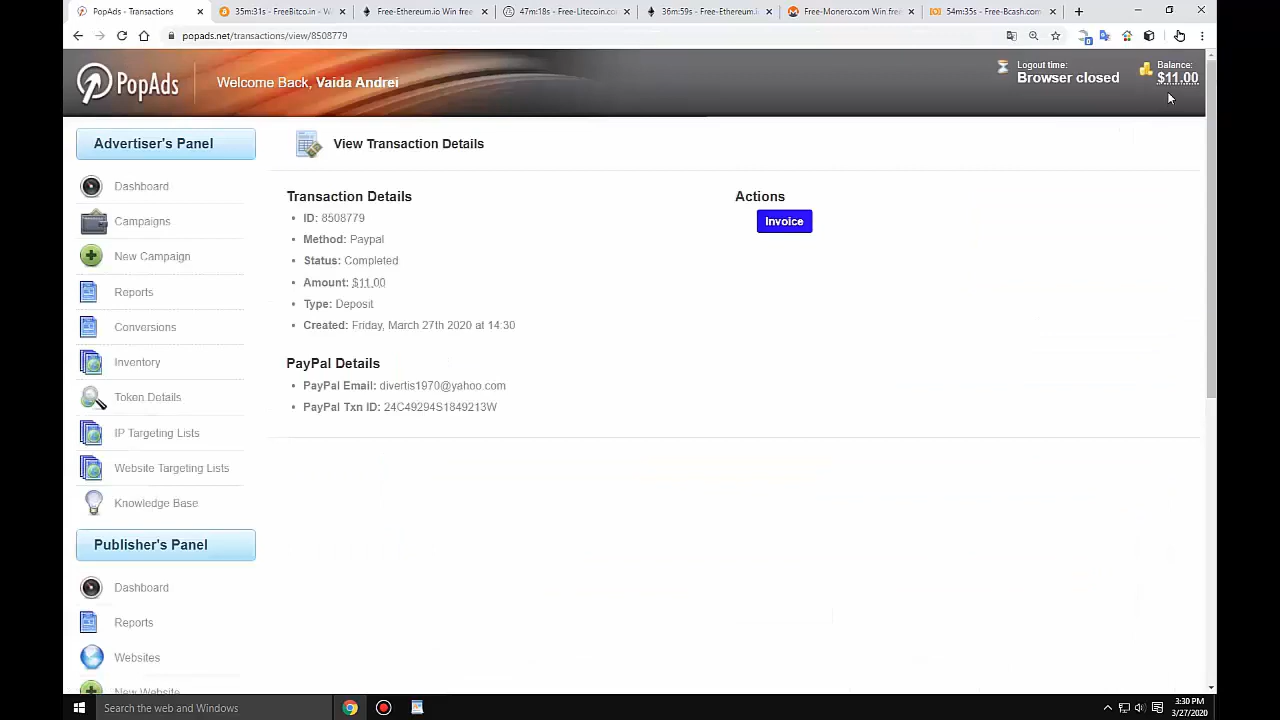 PopAds - Transactions
35m:31s - FreeBitco.in - W
Free-Ethereum.io Win free
47m:18s - Free-Litecoin.com
36m:59s - Free-Ethereum.i
Free-Monero.com Win free
54m:35s - Free-Bcash.com
popads.net/transactions/view/8508779
PopAds
Welcome Back, Vaida Andrei
Logout time:
Browser closed
Balance:
$11.00
Advertiser's Panel
Dashboard
Campaigns
New Campaign
Reports
Conversions
Inventory
Token Details
IP Targeting Lists
Website Targeting Lists
Knowledge Base
Publisher's Panel
Dashboard
Reports
Websites
New Website
View Transaction Details
Transaction Details
ID: 8508779
Method: Paypal
Status: Completed
Amount: $11.00
Type: Deposit
Created: Friday, March 27th 2020 at 14:30
PayPal Details
PayPal Email: divertis1970@yahoo.com
PayPal Txn ID: 24C49294S1849213W
Actions
Invoice
Search the web and Windows
3:30 PM
3/27/2020